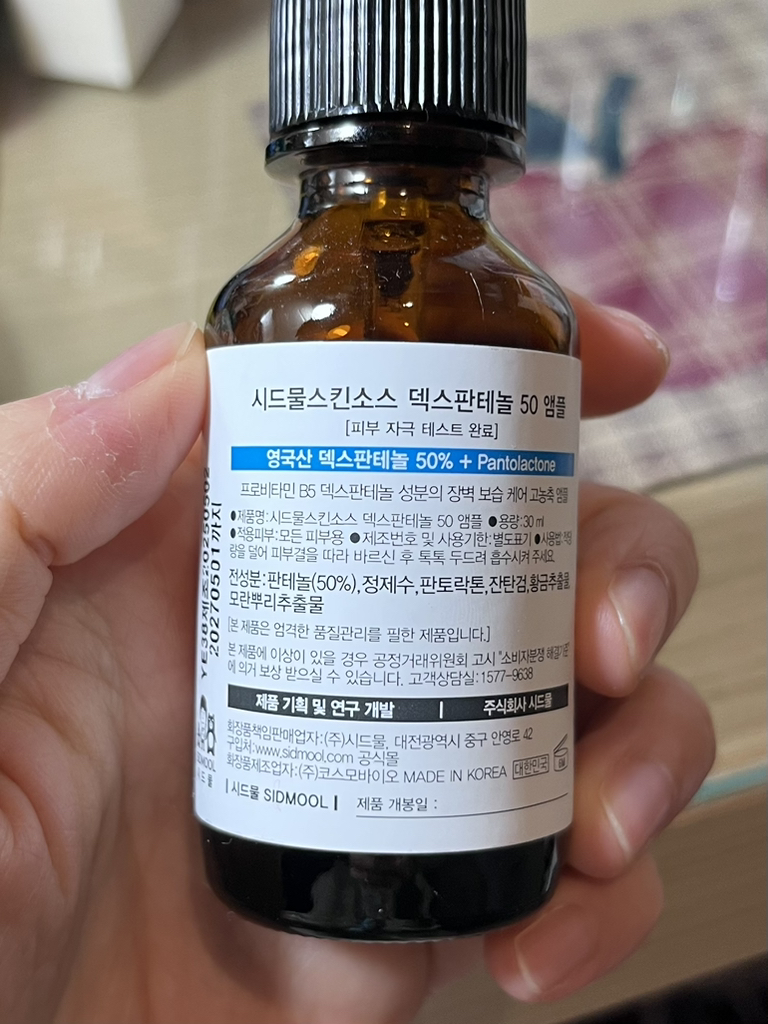 시드물스킨소스 덱스판테놀 50 앰플
[피부 자극 테스트 완료]
영국산 덱스판테놀 50% + Pantolactone
프로비타민 B5 덱스판테놀 성분의 장벽 보습 케어 고농축 앰플
●제품명:시드물스킨소스 덱스판테놀 50 앰플 ●용량:30 ml
●적용피부:모든 피부용 ●제조번호 및 사용기한:별도표기 ●사용법:적당
량을 덜어 피부결을 따라 바르신 후 톡톡 두드려 흡수시켜 주세요.
전성분:판테놀(50%),정제수,판토락톤,잔탄검,황금추출물,
모란뿌리추출물
[본 제품은 엄격한 품질관리를 필한 제품입니다.]
본 제품에 이상이 있을 경우 공정거래위원회 고시 "소비자분쟁 해결기준"
에 의거 보상 받으실 수 있습니다. 고객상담실:1577-9638
제품 기획 및 연구 개발 | 주식회사 시드물
화장품책임판매업자:(주)시드물, 대전광역시 중구 안영로 42
구입처:www.sidmool.com 공식몰
화장품제조업자:(주)코스모바이오 MADE IN KOREA 대한민국
| 시드물 SIDMOOL | 제품 개봉일 :
YE38제조:20250502
20270501까지
SIDMOOL
시드물